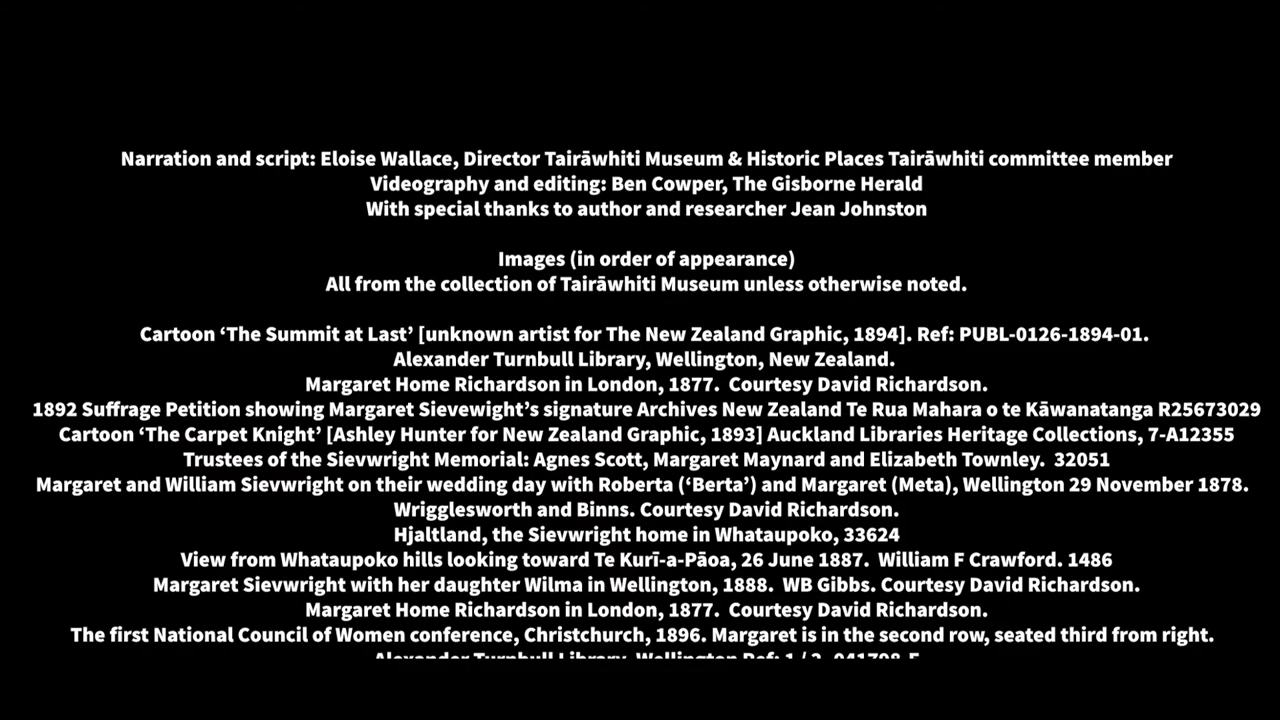 Narration and script: Eloise Wallace, Director Tairāwhiti Museum & Historic Places Tairāwhiti committee member
Videography and editing: Ben Cowper, The Gisborne Herald
With special thanks to author and researcher Jean Johnston
Images (in order of appearance)
All from the collection of Tairāwhiti Museum unless otherwise noted.
Cartoon ‘The Summit at Last’ [unknown artist for The New Zealand Graphic, 1894]. Ref: PUBL-0126-1894-01.
Alexander Turnbull Library, Wellington, New Zealand.
Margaret Home Richardson in London, 1877.  Courtesy David Richardson.
1892 Suffrage Petition showing Margaret Sievewight’s signature Archives New Zealand Te Rua Mahara o te Kāwanatanga R25673029
Cartoon ‘The Carpet Knight’ [Ashley Hunter for New Zealand Graphic, 1893] Auckland Libraries Heritage Collections, 7-A12355
Trustees of the Sievwright Memorial: Agnes Scott, Margaret Maynard and Elizabeth Townley.  32051
Margaret and William Sievwright on their wedding day with Roberta (‘Berta’) and Margaret (Meta), Wellington 29 November 1878.
Wrigglesworth and Binns. Courtesy David Richardson.
Hjaltland, the Sievwright home in Whataupoko, 33624
View from Whataupoko hills looking toward Te Kurī-a-Pāoa, 26 June 1887.  William F Crawford. 1486
Margaret Sievwright with her daughter Wilma in Wellington, 1888.  WB Gibbs. Courtesy David Richardson.
Margaret Home Richardson in London, 1877.  Courtesy David Richardson.
The first National Council of Women conference, Christchurch, 1896. Margaret is in the second row, seated third from right.
Alexander Turnbull Library, Wellington Ref: 1/2-041798-F